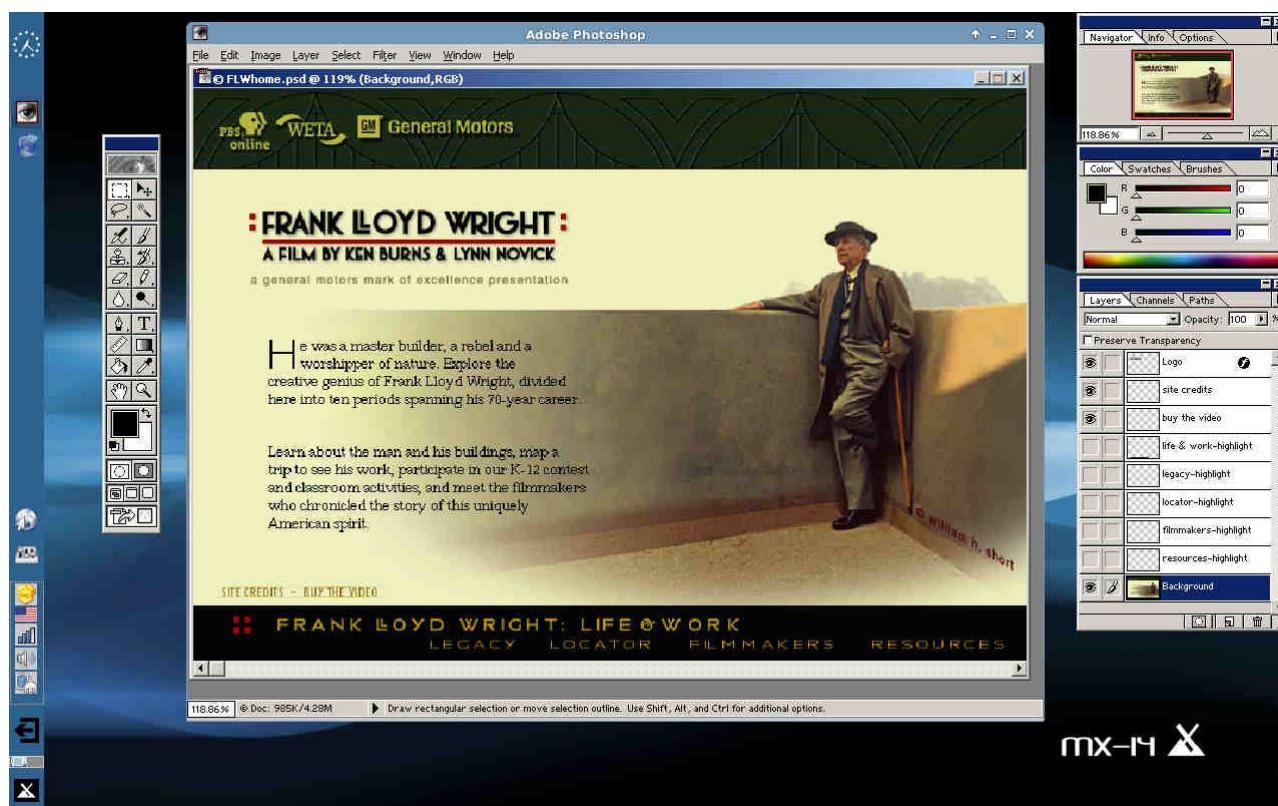 Adobe Photoshop
File Edit Image Layer Select Filter View Window Help
© FLWhome.psd @ 119% (Background,RGB)
PBS online WETA GM General Motors
FRANK LLOYD WRIGHT
A FILM BY KEN BURNS & LYNN NOVICK
a general motors mark of excellence presentation
He was a master builder, a rebel and a
worshipper of nature. Explore the
creative genius of Frank Lloyd Wright, divided
here into ten periods spanning his 70-year career.
Learn about the man and his buildings, map a
trip to see his work, participate in our K-12 contest
and classroom activities, and meet the filmmakers
who chronicled the story of this uniquely
American spirit.
© william h. short
SITE CREDITS - BUY THE VIDEO
FRANK LLOYD WRIGHT: LIFE & WORK
LEGACY LOCATOR FILMMAKERS RESOURCES
118.86% Doc: 985K/4.28M Draw rectangular selection or move selection outline. Use Shift, Alt, and Ctrl for additional options.
Navigator Info Options
118.86%
Color Swatches Brushes
R 0
G 0
B 0
Layers Channels Paths
Normal Opacity: 100 %
Preserve Transparency
Logo
site credits
buy the video
life & work-highlight
legacy-highlight
locator-highlight
filmmakers-highlight
resources-highlight
Background
mx-14